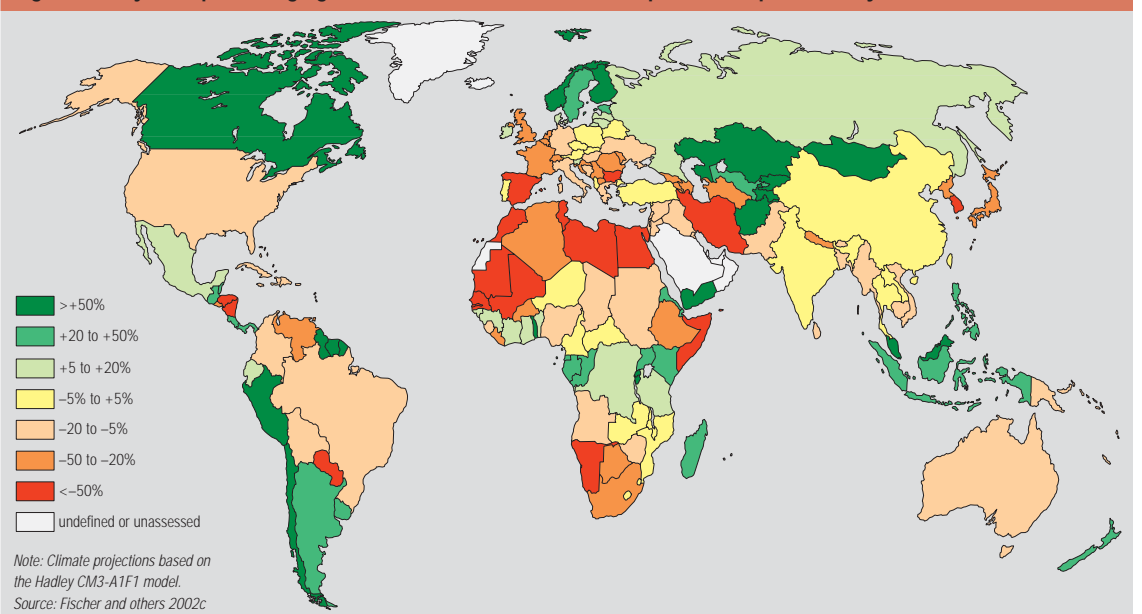 >+50%
+20 to +50%
+5 to +20%
–5% to +5%
–20 to –5%
–50 to –20%
<–50%
undefined or unassessed
Note: Climate projections based on
the Hadley CM3-A1F1 model.
Source: Fischer and others 2002c